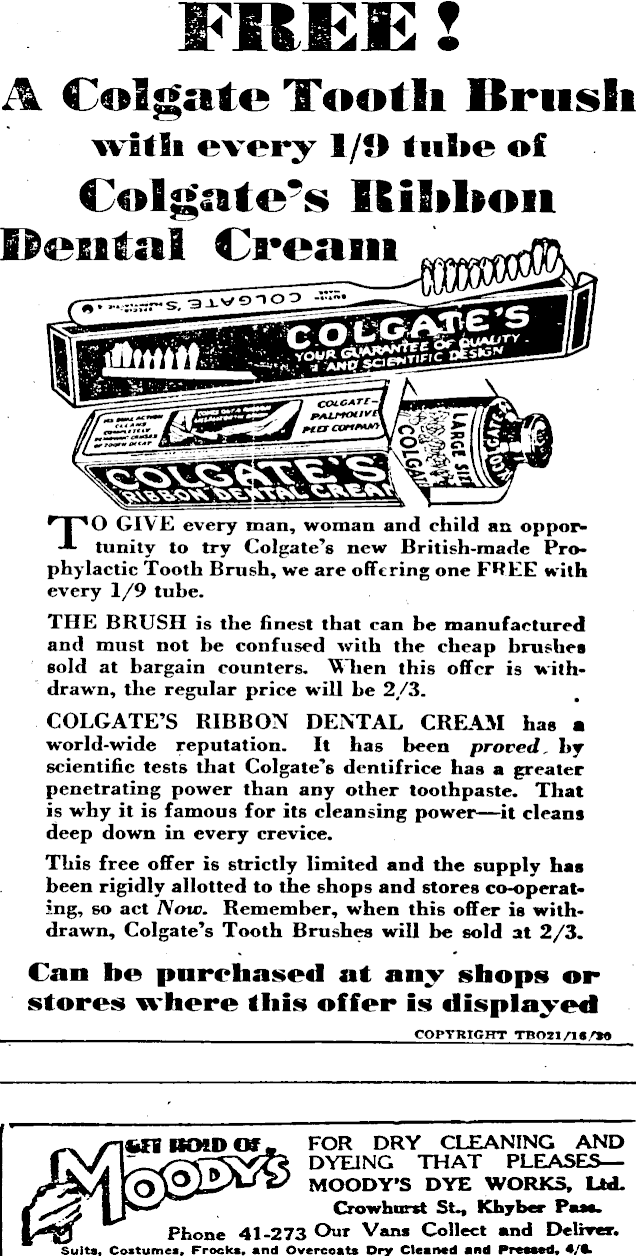 FREE!
A Colgate Tooth Brush
with every 1/9 tube of
Colgate's Ribbon
Dental Cream
COLGATE'S
COLGATE'S
YOUR GUARANTEE OF QUALITY
AND SCIENTIFIC DESIGN
ITS DUAL ACTION
CLEANS
COMPLETELY
REMOVES CAUSES
OF TOOTH DECAY
COLGATE-
PALMOLIVE
PEET COMPANY
LARGE SIZE
COLGATE
COLGATE'S
COLGATE'S
RIBBON DENTAL CREAM
TO GIVE every man, woman and child an oppor-
tunity to try Colgate's new British-made Pro-
phylactic Tooth Brush, we are offering one FREE with
every 1/9 tube.
THE BRUSH is the finest that can be manufactured
and must not be confused with the cheap brushes
sold at bargain counters. When this offer is with-
drawn, the regular price will be 2/3.
COLGATE'S RIBBON DENTAL CREAM has a
world-wide reputation. It has been proved by
scientific tests that Colgate's dentifrice has a greater
penetrating power than any other toothpaste. That
is why it is famous for its cleansing power—it cleans
deep down in every crevice.
This free offer is strictly limited and the supply has
been rigidly allotted to the shops and stores co-operat-
ing, so act Now. Remember, when this offer is with-
drawn, Colgate's Tooth Brushes will be sold at 2/3.
Can be purchased at any shops or
stores where this offer is displayed
COPYRIGHT TBO21/16/30
GET HOLD OF
MOODY'S
FOR DRY CLEANING AND
DYEING THAT PLEASES—
MOODY'S DYE WORKS, Ltd.
Crowhurst St., Khyber Pass.
Phone 41-273 Our Vans Collect and Deliver.
Suits, Costumes, Frocks, and Overcoats Dry Cleaned and Pressed,